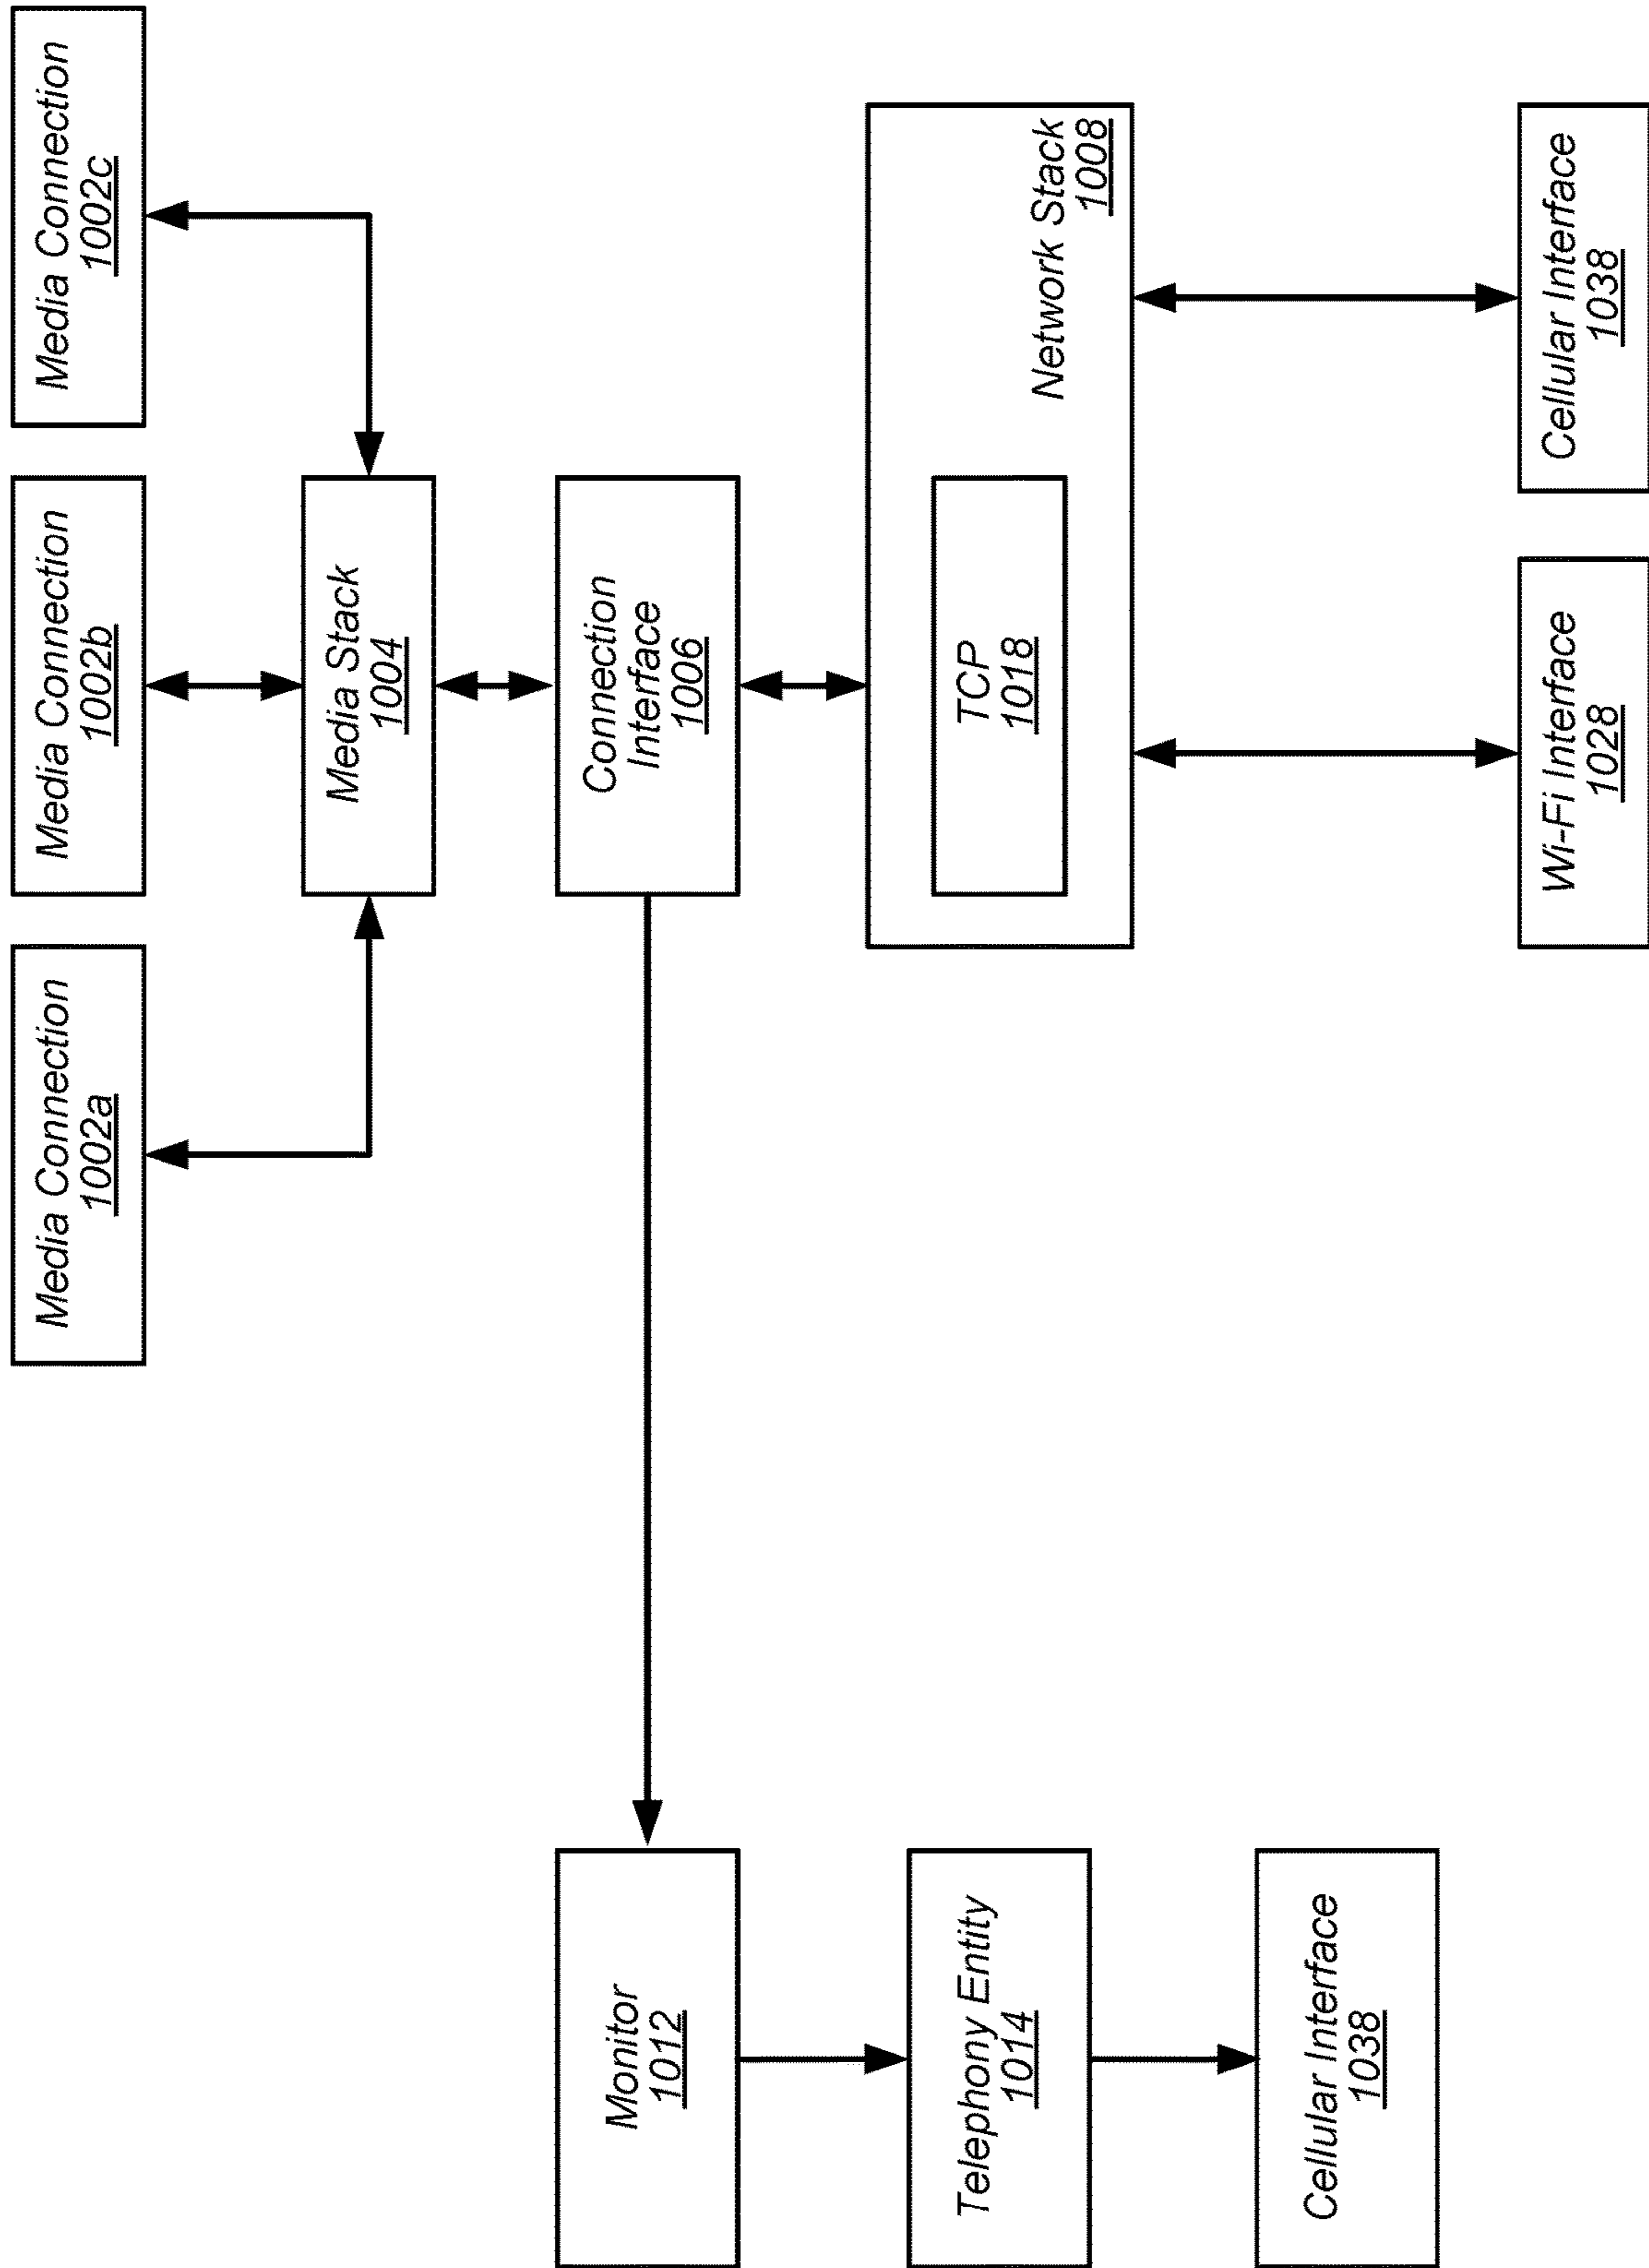 Media Connection
1002a
Media Connection
1002b
Media Connection
1002c
Media Stack
1004
Monitor
1012
Connection
Interface
1006
Telephony Entity
1014
TCP
1018
Network Stack
1008
Cellular Interface
1038
Wi-Fi Interface
1028
Cellular Interface
1038